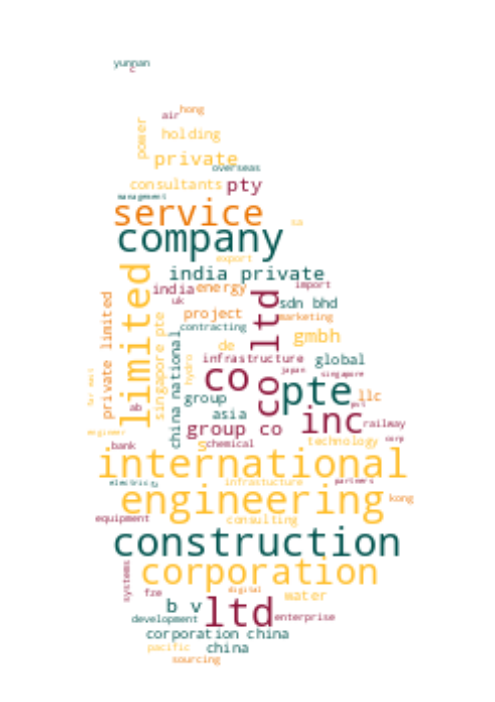 yunnan
c
hong
air
power
holding
private
overseas
consultants
pty
management
service
sa
company
export
india private
limited
india
energy
import
uk
co ltd
sdn bhd
private limited
singapore pte
project
marketing
contracting
china national
gmbh
de
infrastructure
global
hydro
japan
singapore
co
pte
group
llc
ab
asia
inc
railway
group co
engineer
s
chemical
technology
corp
bank
international
electricity
infrastucture
partners
engineering
kong
equipment
consulting
construction
corporation
systems
fze
digital
water
b v
ltd
development
enterprise
corporation china
pacific
china
sourcing